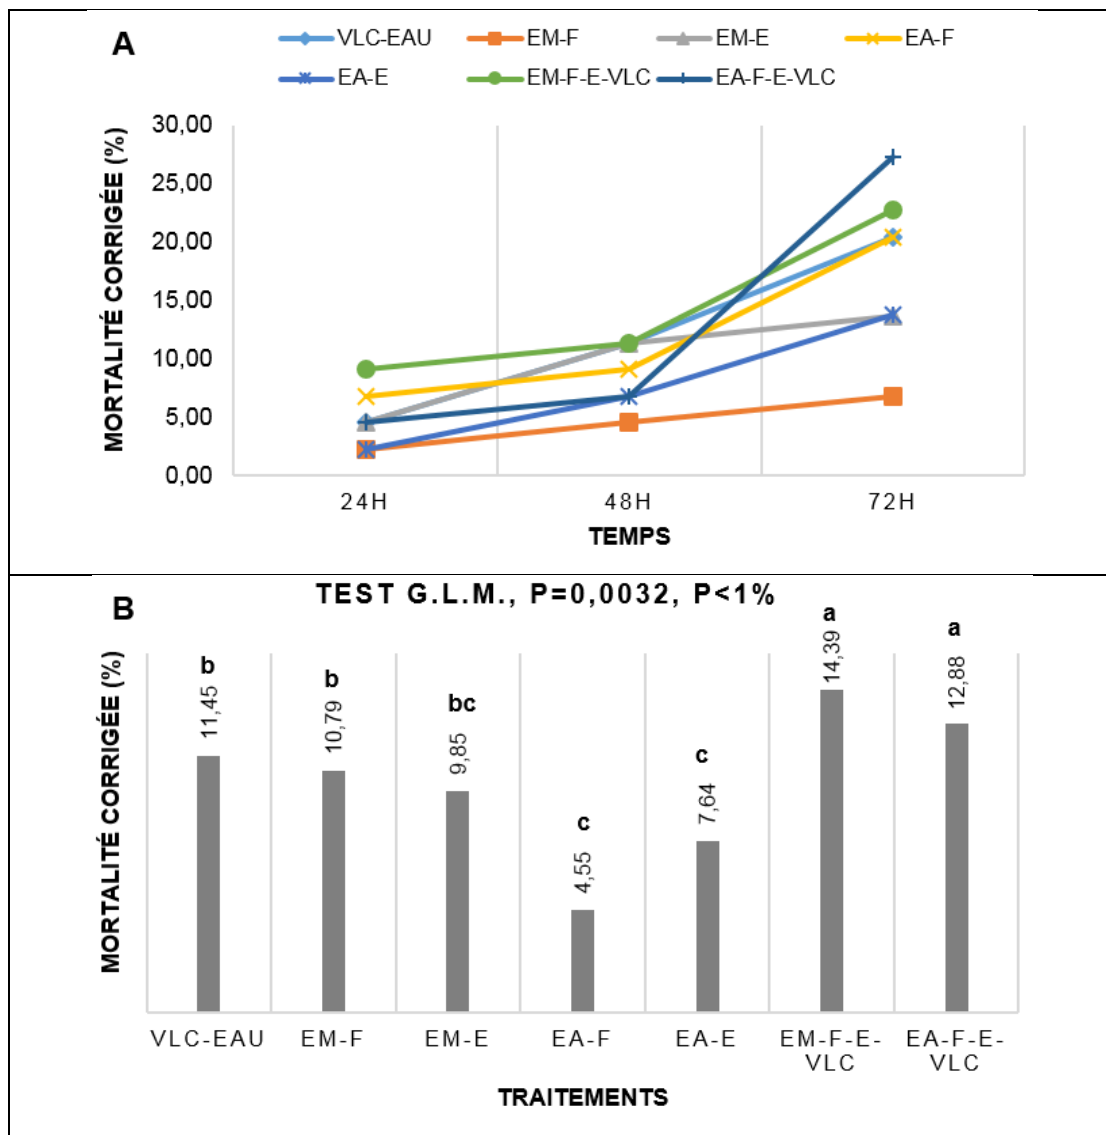 A
VLC-EAU EM-F EM-E EA-F
EA-E EM-F-E-VLC EA-F-E-VLC
MORTALITÉ CORRIGÉE (%)
30,00
25,00
20,00
15,00
10,00
5,00
0,00
24H 48H 72H
TEMPS
B
TEST G.L.M., P=0,0032, P<1%
MORTALITÉ CORRIGÉE (%)
b b bc c c a a
11,45 10,79 9,85 4,55 7,64 14,39 12,88
VLC-EAU EM-F EM-E EA-F EA-E EM-F-E- EA-F-E-
VLC VLC
TRAITEMENTS